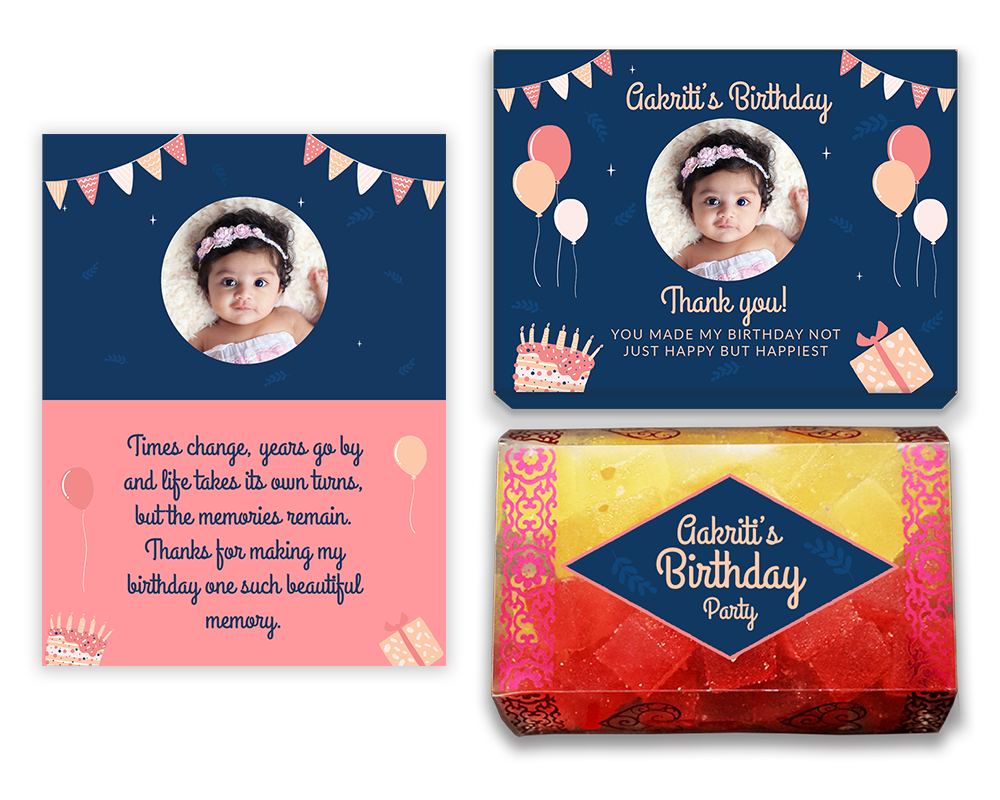 Times change, years go by
and life takes its own turns,
but the memories remain.
Thanks for making my
birthday one such beautiful
memory.
Aakriti's Birthday
Thank you!
YOU MADE MY BIRTHDAY NOT
JUST HAPPY BUT HAPPIEST
Aakriti's
Birthday
Party